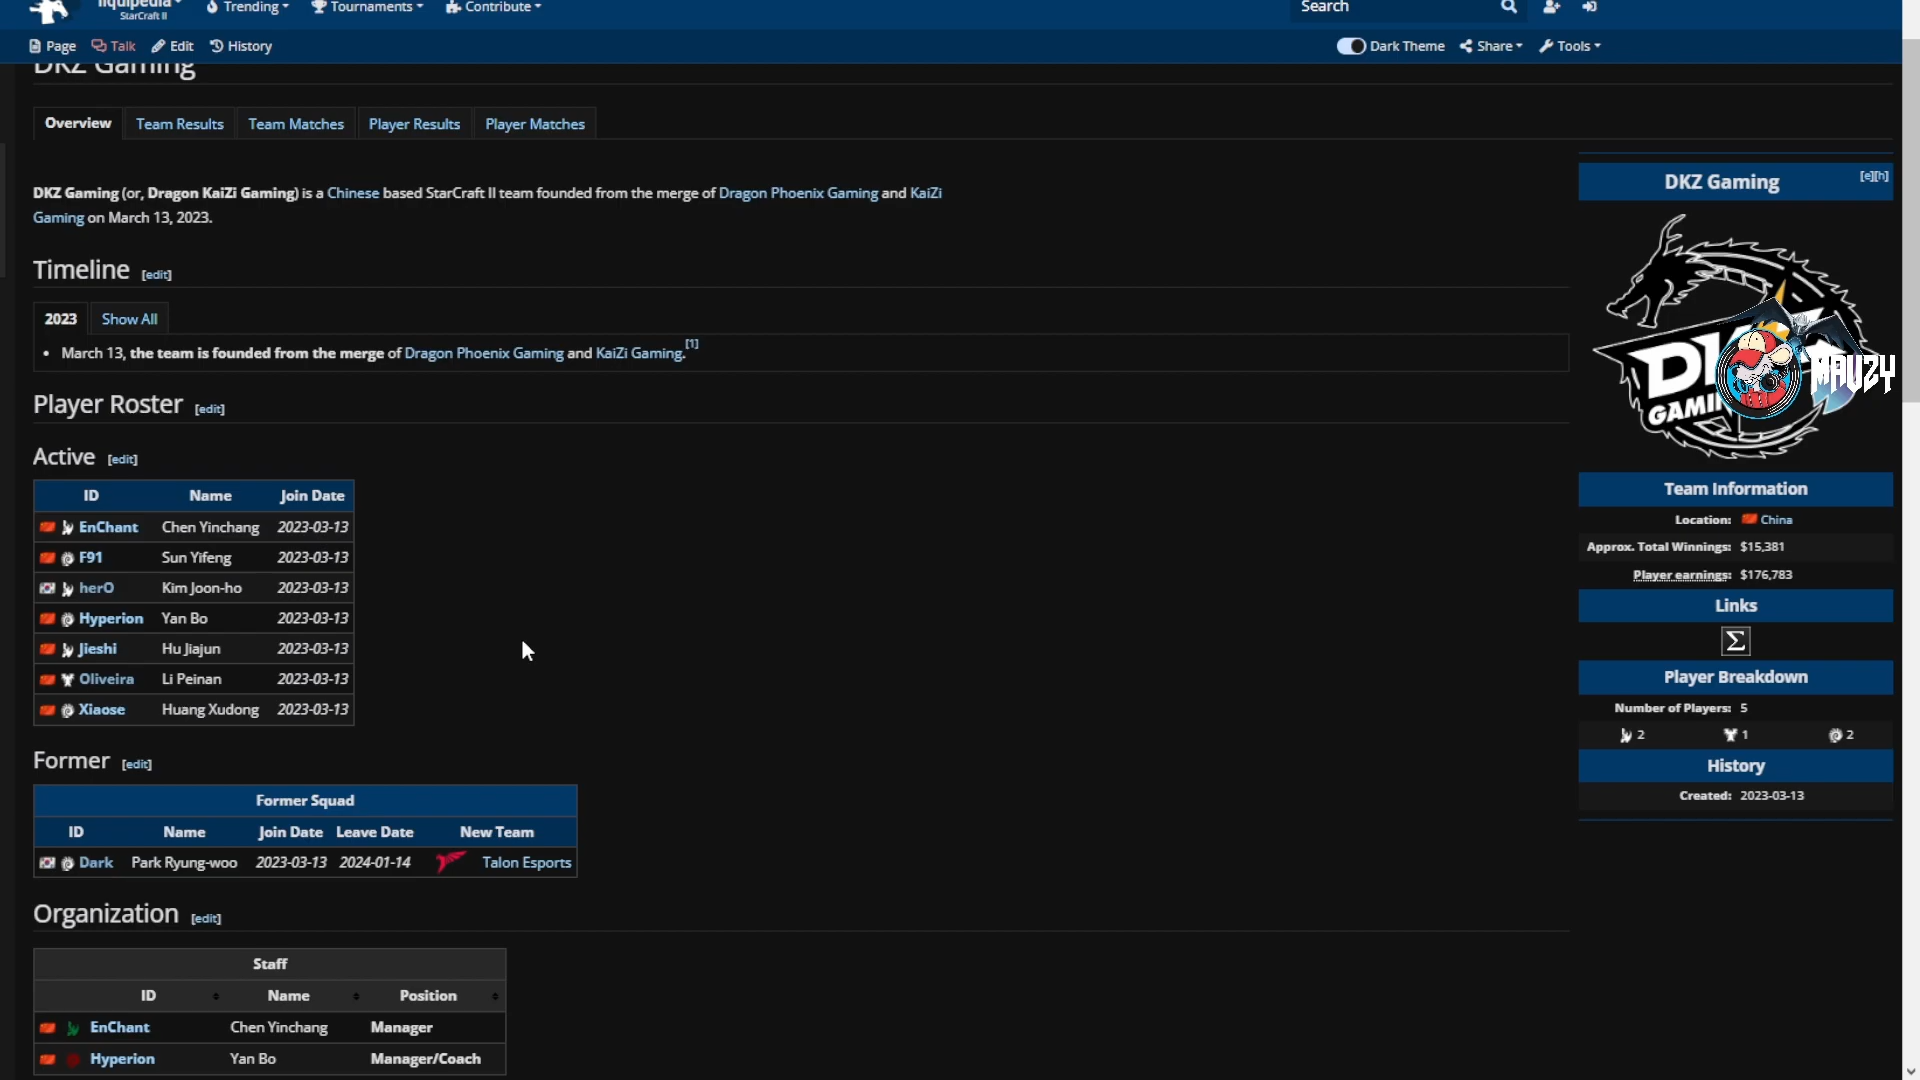 liquipedia
StarCraft II
Trending
Tournaments
Contribute
Search
Page
Talk
Edit
History
Dark Theme
Share
Tools
DKZ Gaming
Overview
Team Results
Team Matches
Player Results
Player Matches
DKZ Gaming (or, Dragon KaiZi Gaming) is a Chinese based StarCraft II team founded from the merge of Dragon Phoenix Gaming and KaiZi
Gaming on March 13, 2023.
Timeline [edit]
2023
Show All
• March 13, the team is founded from the merge of Dragon Phoenix Gaming and KaiZi Gaming.[1]
Player Roster [edit]
Active [edit]
ID Name Join Date
EnChant Chen Yinchang 2023-03-13
F91 Sun Yifeng 2023-03-13
herO Kim Joon-ho 2023-03-13
Hyperion Yan Bo 2023-03-13
Jieshi Hu Jiajun 2023-03-13
Oliveira Li Peinan 2023-03-13
Xiaose Huang Xudong 2023-03-13
Former [edit]
Former Squad
ID Name Join Date Leave Date New Team
Dark Park Ryung-woo 2023-03-13 2024-01-14 Talon Esports
Organization [edit]
Staff
ID Name Position
EnChant Chen Yinchang Manager
Hyperion Yan Bo Manager/Coach
DKZ Gaming
[e][h]
MAUZY
Team Information
Location: China
Approx. Total Winnings: $15,381
Player earnings: $176,783
Links
Σ
Player Breakdown
Number of Players: 5
2 1 2
History
Created: 2023-03-13